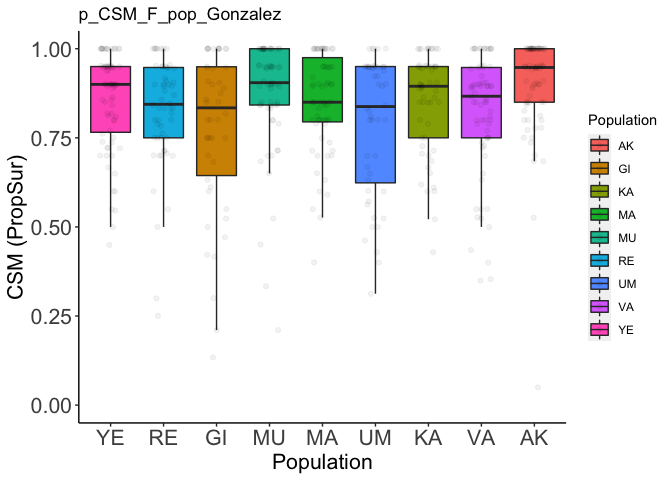 p_CSM_F_pop_Gonzalez
CSM (PropSur)
1.00
0.75
0.50
0.25
0.00
YE RE GI MU MA UM KA VA AK
Population
Population
AK
GI
KA
MA
MU
RE
UM
VA
YE